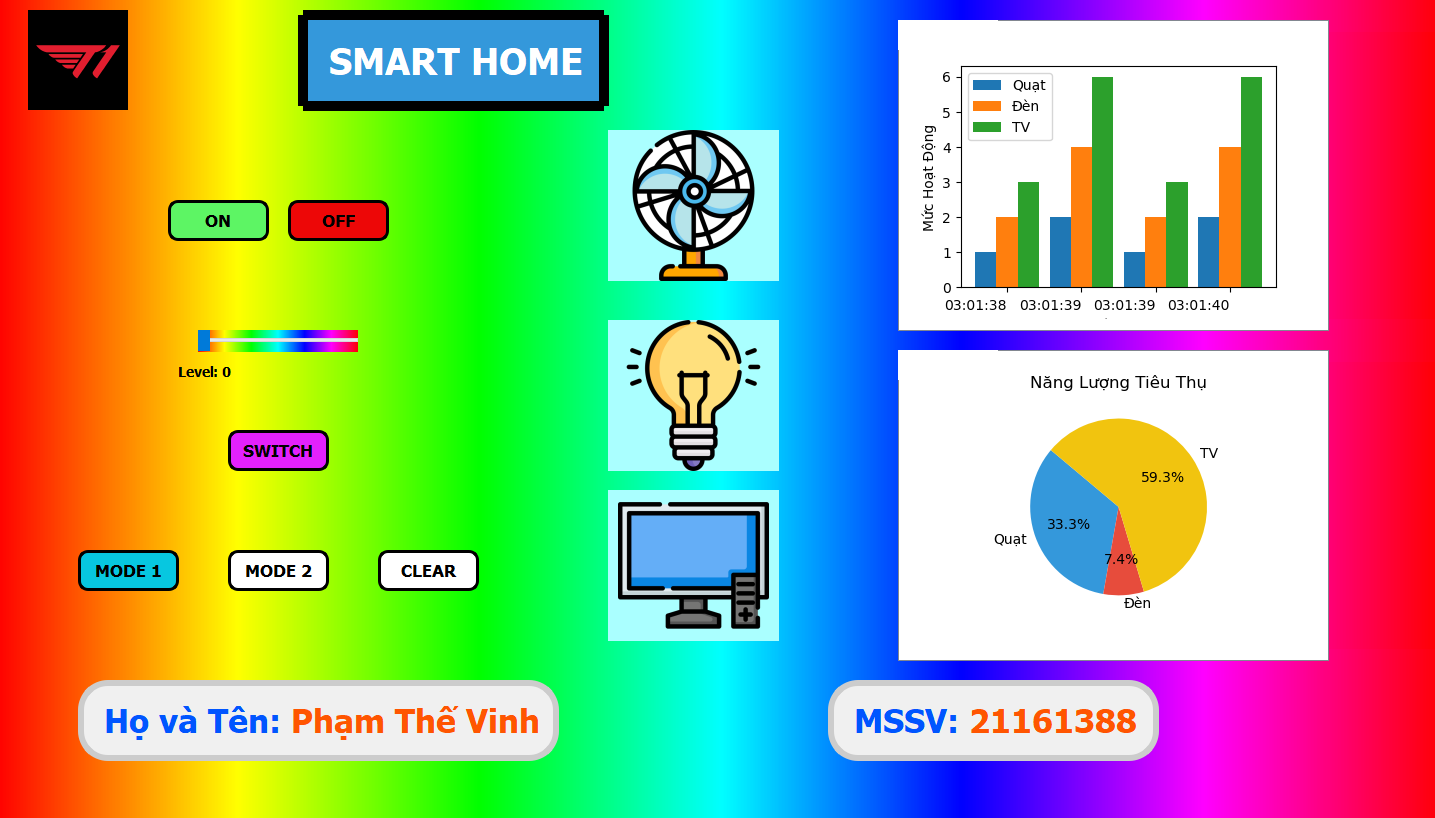 T1
SMART HOME
ON
OFF
Level: 0
SWITCH
MODE 1
MODE 2
CLEAR
Quạt
Đèn
TV
Mức Hoạt Động
6
5
4
3
2
1
0
03:01:38
03:01:39
03:01:39
03:01:40
Năng Lượng Tiêu Thụ
TV
59.3%
33.3%
Quạt
7.4%
Đèn
Họ và Tên: Phạm Thế Vinh
MSSV: 21161388